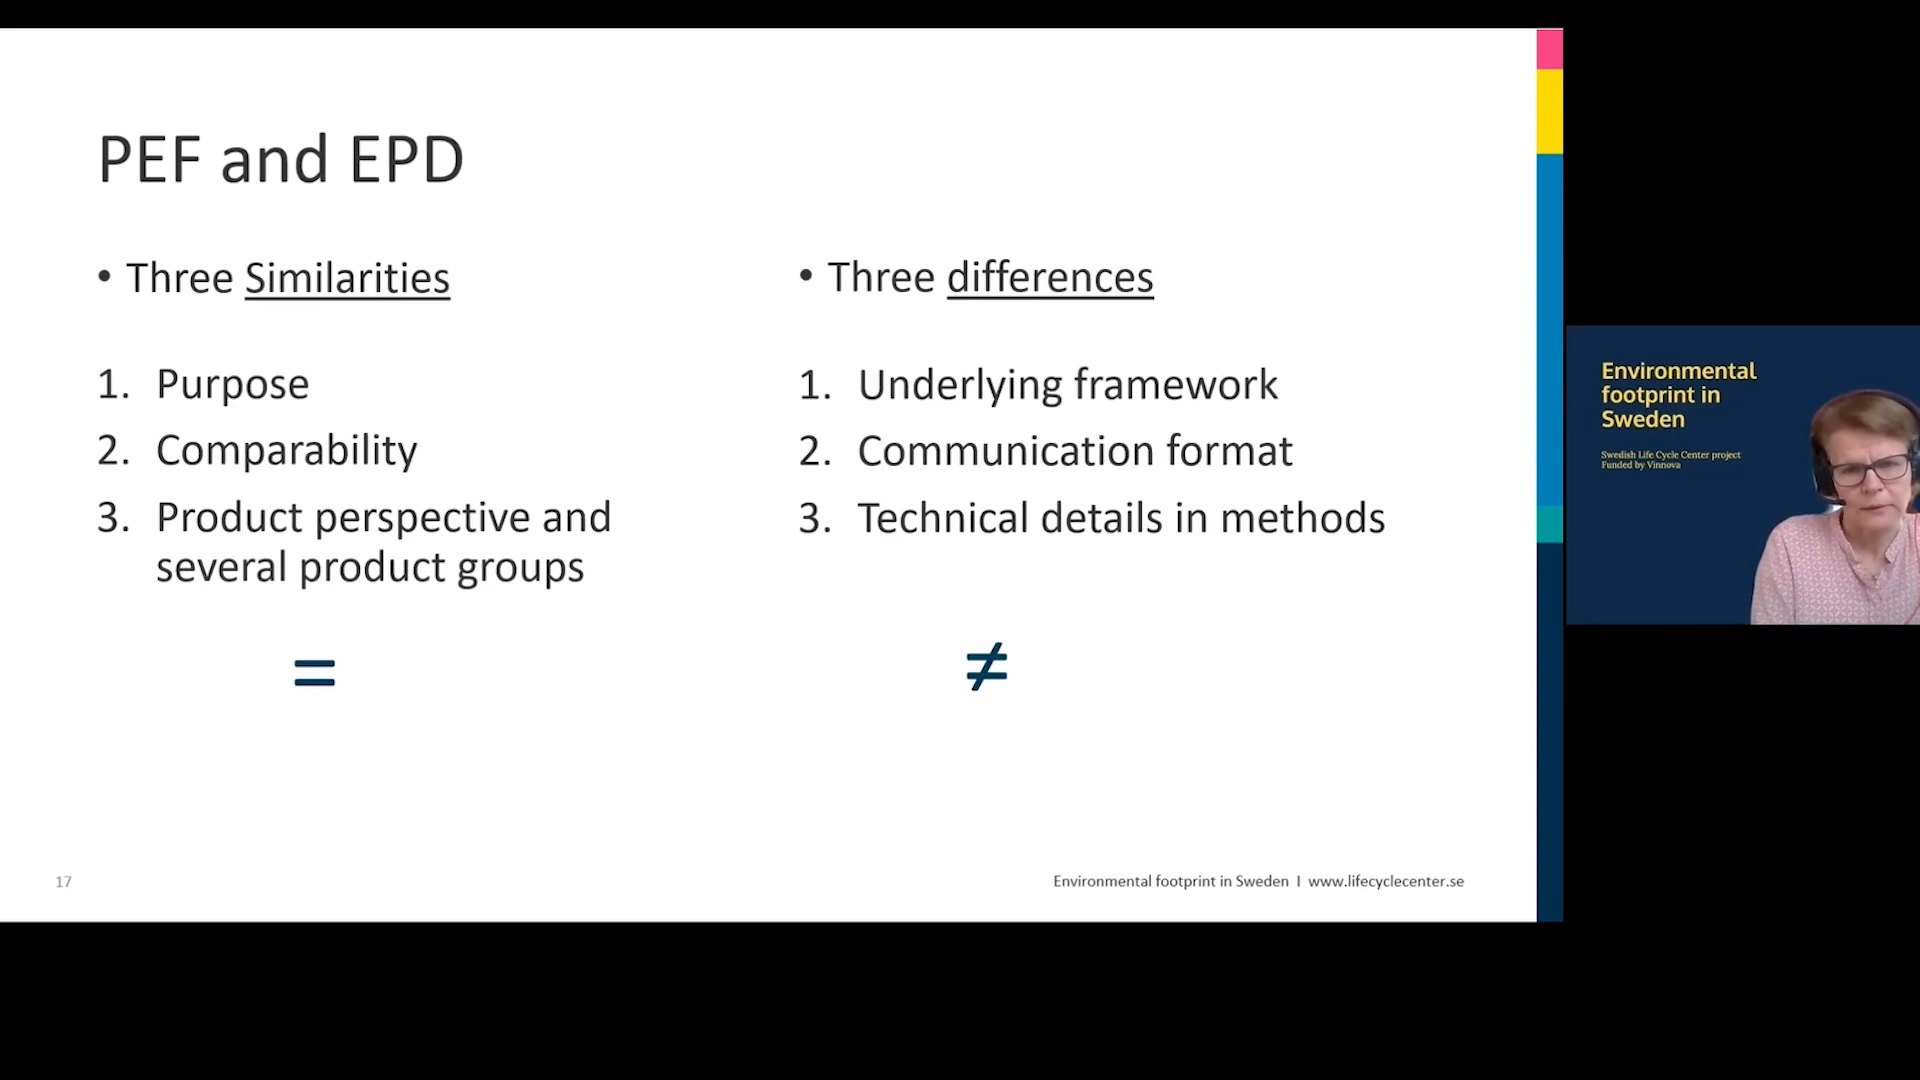 PEF and EPD
• Three Similarities
1. Purpose
2. Comparability
3. Product perspective and
several product groups
=
• Three differences
1. Underlying framework
2. Communication format
3. Technical details in methods
≠
17
Environmental footprint in Sweden I www.lifecyclecenter.se
Environmental
footprint in
Sweden
Swedish Life Cycle Center project
Funded by Vinnova